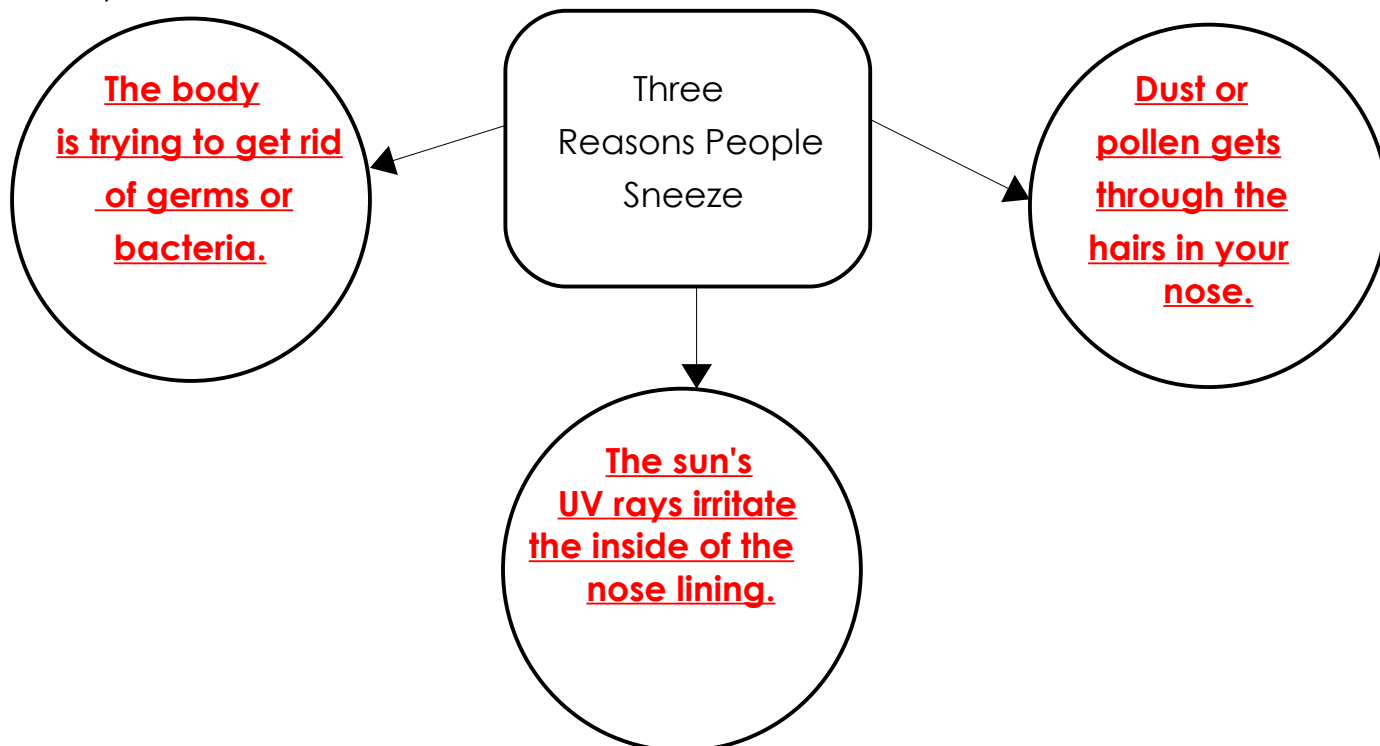 The body
is trying to get rid
of germs or
bacteria.
Three
Reasons People
Sneeze
Dust or
pollen gets
through the
hairs in your
nose.
The sun's
UV rays irritate
the inside of the
nose lining.